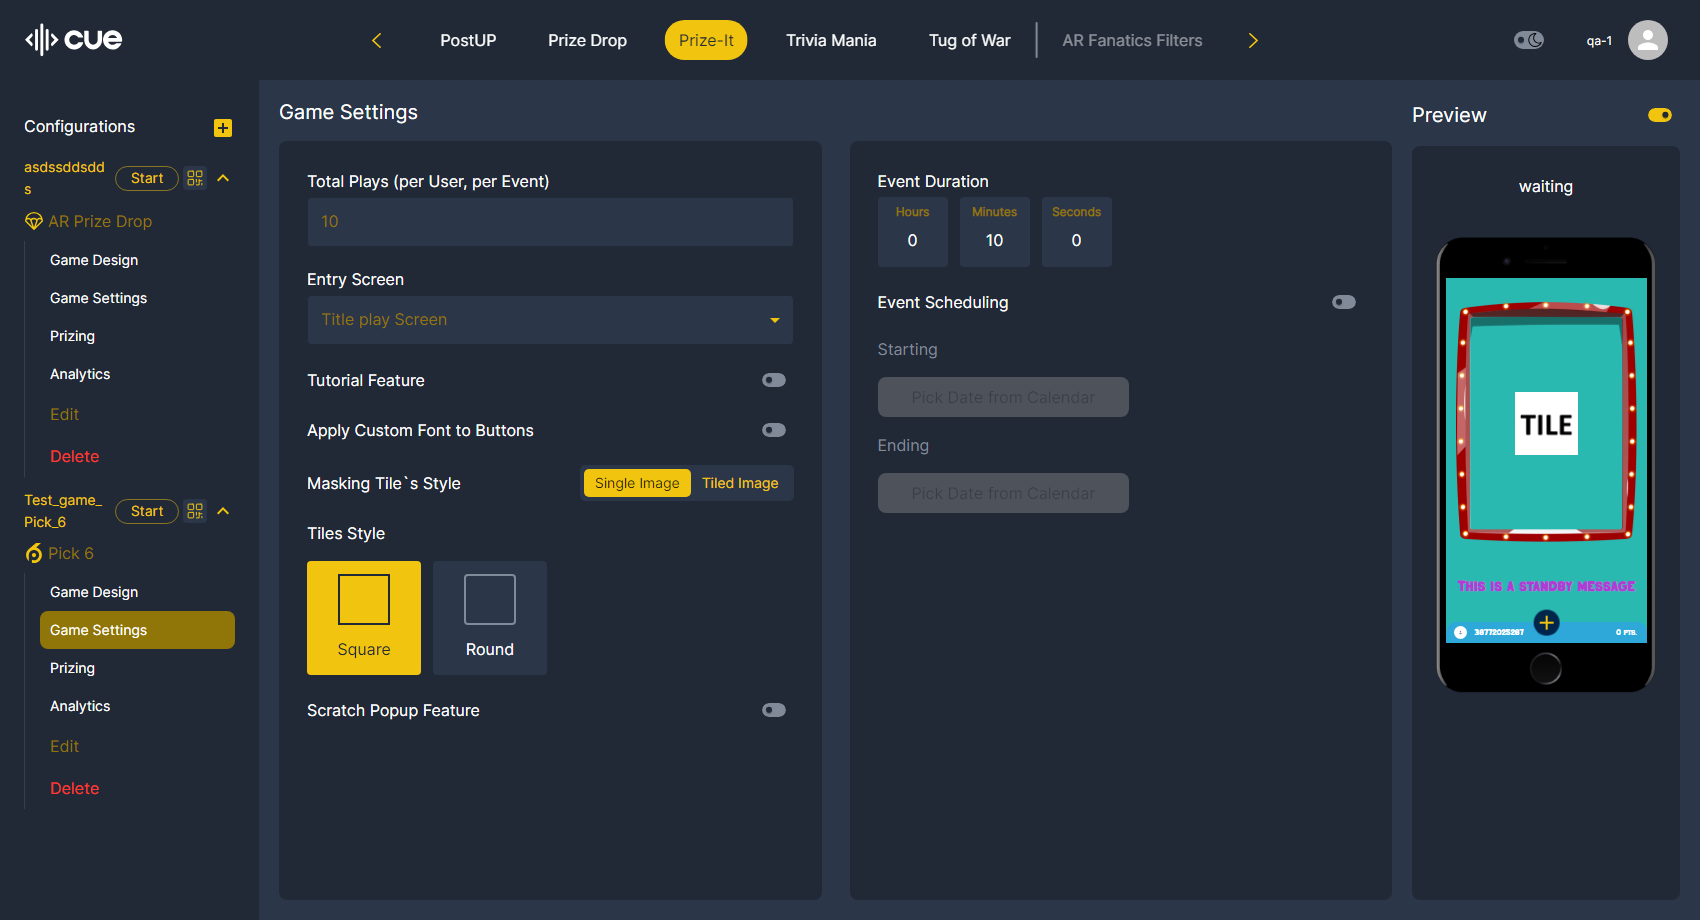 cue
PostUP
Prize Drop
Prize-It
Trivia Mania
Tug of War
AR Fanatics Filters
qa-1
Configurations
asdssddsdd
s
Start
AR Prize Drop
Game Design
Game Settings
Prizing
Analytics
Edit
Delete
Test_game_
Pick_6
Start
Pick 6
Game Design
Game Settings
Prizing
Analytics
Edit
Delete
Game Settings
Total Plays (per User, per Event)
10
Entry Screen
Title play Screen
Tutorial Feature
Apply Custom Font to Buttons
Masking Tile`s Style
Single Image
Tiled Image
Tiles Style
Square
Round
Scratch Popup Feature
Event Duration
Hours
Minutes
Seconds
0
10
0
Event Scheduling
Starting
Pick Date from Calendar
Ending
Pick Date from Calendar
Preview
waiting
TILE
THIS IS A STANDBY MESSAGE
38772025287
0 PTS.